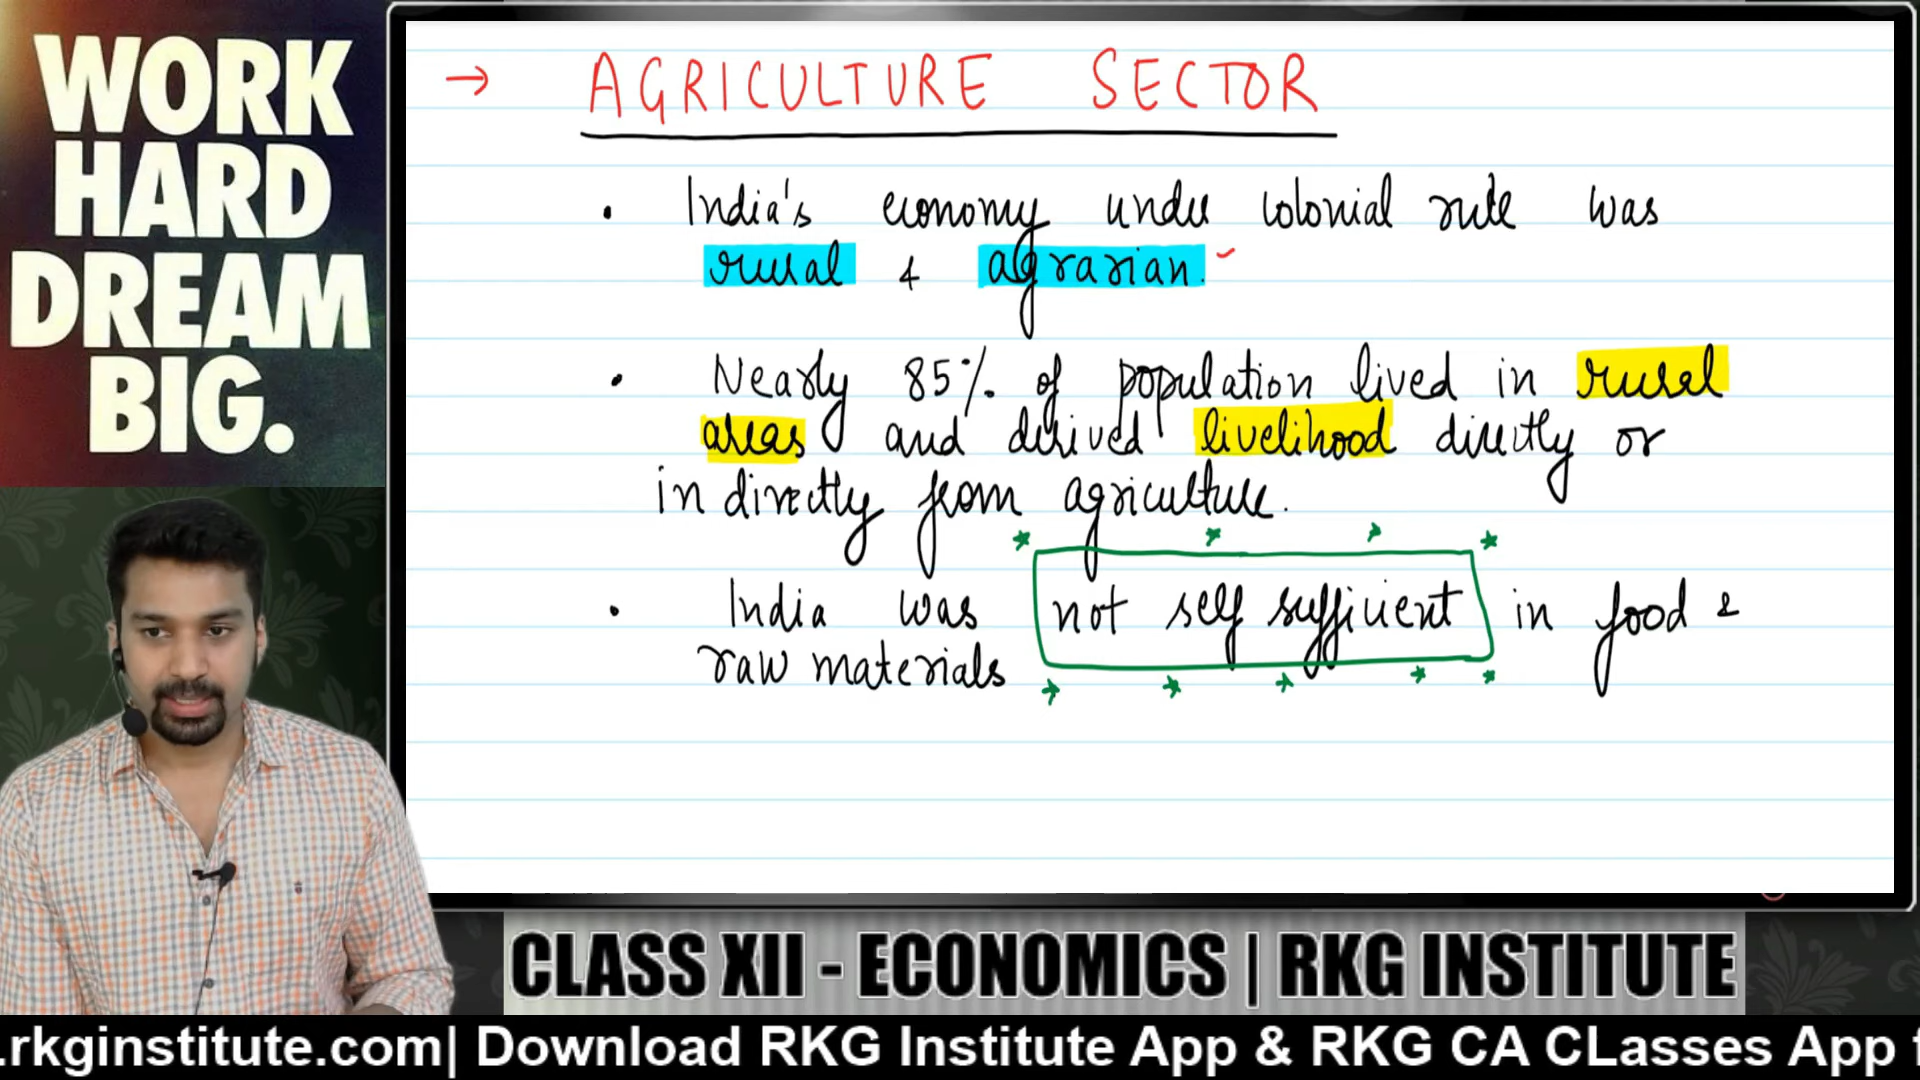 WORK
HARD
DREAM
BIG.
→ AGRICULTURE SECTOR
• India's economy under colonial rule was
rural & agrarian.
• Nearly 85% of population lived in rural
areas and derived livelihood directly or
indirectly from agriculture.
• India was not self sufficient in food &
raw materials
CLASS XII - ECONOMICS | RKG INSTITUTE
.rkginstitute.com| Download RKG Institute App & RKG CA CLasses App f